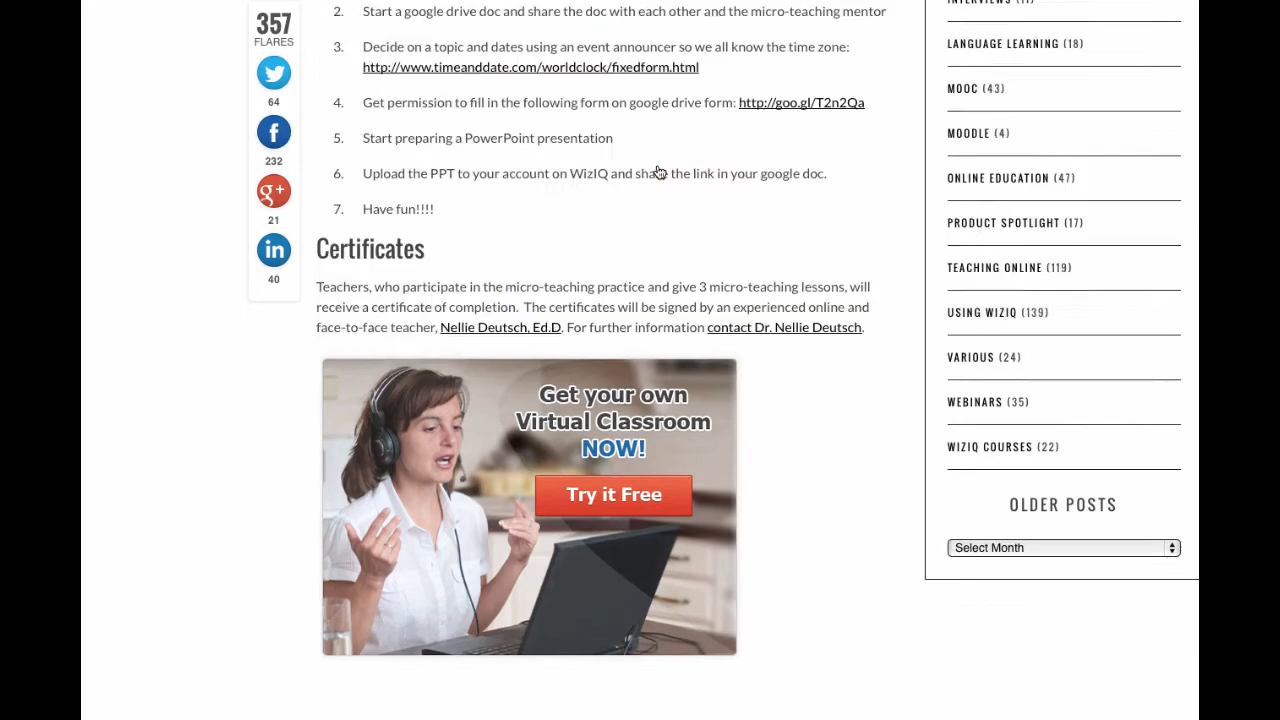 357
FLARES
64
232
21
40
2. Start a google drive doc and share the doc with each other and the micro-teaching mentor
3. Decide on a topic and dates using an event announcer so we all know the time zone:
http://www.timeanddate.com/worldclock/fixedform.html
4. Get permission to fill in the following form on google drive form: http://goo.gl/T2n2Qa
5. Start preparing a PowerPoint presentation
6. Upload the PPT to your account on WizIQ and share the link in your google doc.
7. Have fun!!!!
Certificates
Teachers, who participate in the micro-teaching practice and give 3 micro-teaching lessons, will
receive a certificate of completion. The certificates will be signed by an experienced online and
face-to-face teacher, Nellie Deutsch, Ed.D. For further information contact Dr. Nellie Deutsch.
Get your own
Virtual Classroom
NOW!
Try it Free
LANGUAGE LEARNING (18)
MOOC (43)
MOODLE (4)
ONLINE EDUCATION (47)
PRODUCT SPOTLIGHT (17)
TEACHING ONLINE (119)
USING WIZIQ (139)
VARIOUS (24)
WEBINARS (35)
WIZIQ COURSES (22)
OLDER POSTS
Select Month